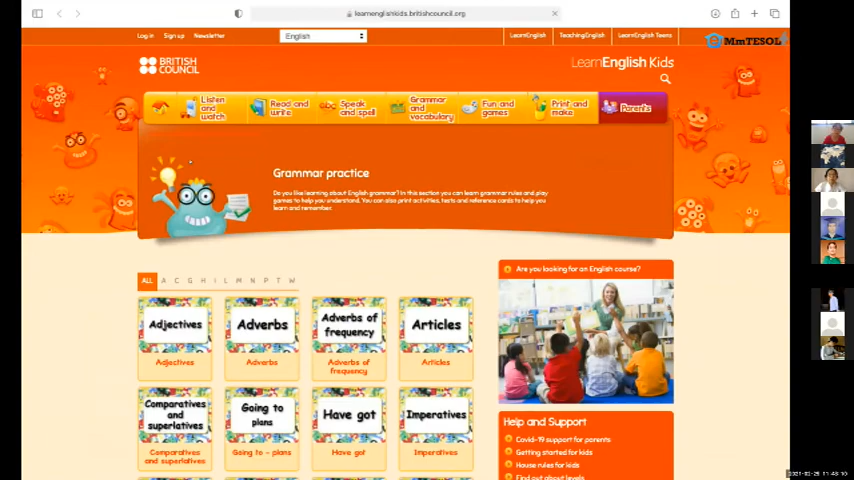 learnenglishkids.britishcouncil.org
Log in Sign up Newsletter
English
LearnEnglish TeachingEnglish LearnEnglish Teens
MmTESOL
BRITISH
COUNCIL
LearnEnglish Kids
Listen and watch
Read and write
Speak and spell
Grammar and vocabulary
Fun and games
Print and make
Parents
Grammar practice
Do you like learning about English grammar? In this section you can learn grammar rules and play
games to help you understand. You can also print activities, tests and reference cards to help you
learn and remember.
ALL A C G H I L M N P T W
Are you looking for an English course?
Adjectives
Adverbs
Adverbs of
frequency
Articles
Adjectives
Adverbs
Adverbs of
frequency
Articles
Comparatives
and
superlatives
Going to
plans
Have got
Imperatives
Comparatives
and superlatives
Going to - plans
Have got
Imperatives
Help and Support
Covid-19 support for parents
Getting started for kids
House rules for kids
Find out about levels